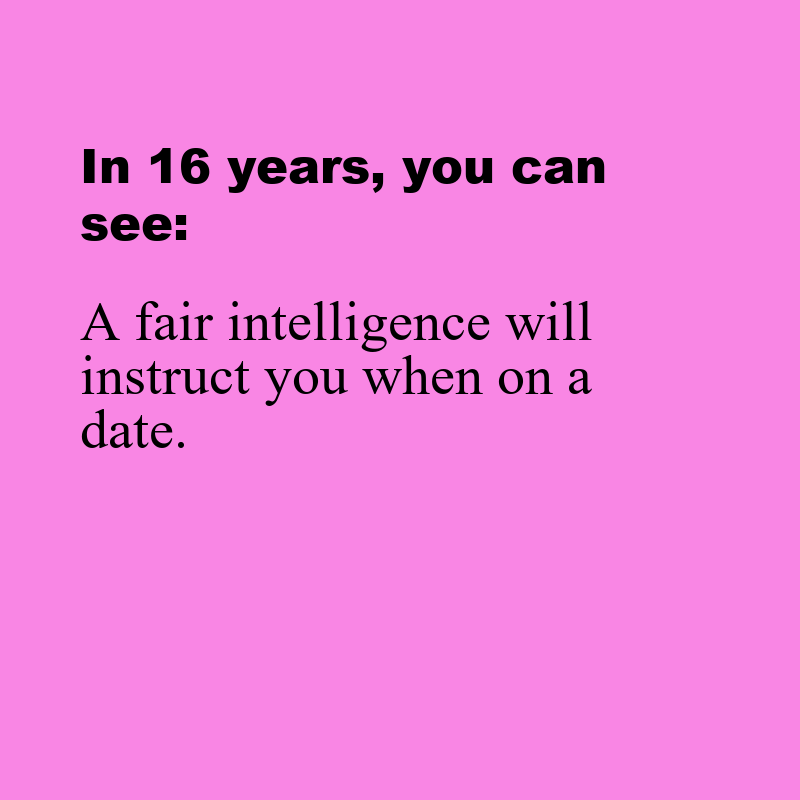 In 16 years, you can
see:
A fair intelligence will
instruct you when on a
date.